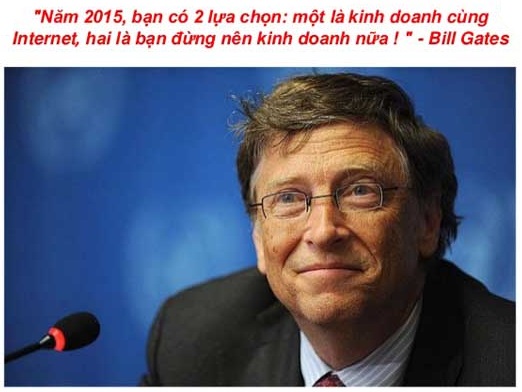 "Năm 2015, bạn có 2 lựa chọn: một là kinh doanh cùng
Internet, hai là bạn đừng nên kinh doanh nữa ! " - Bill Gates